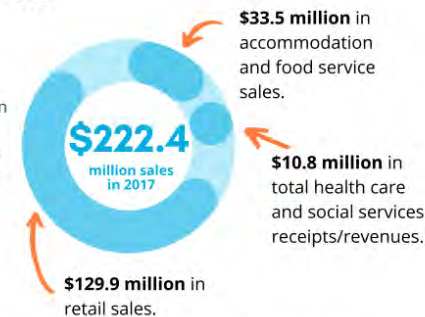 $33.5 million in
accommodation
and food service
sales.
$222.4
million sales
in 2017
$10.8 million in
total health care
and social services
receipts/revenues.
$129.9 million in
retail sales.